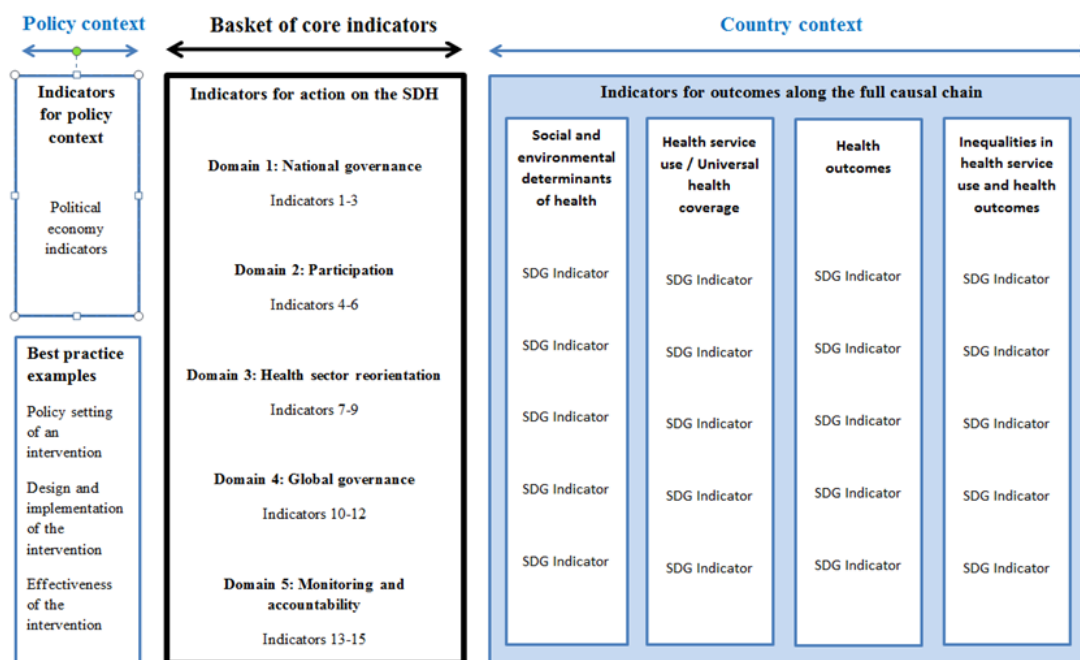 Policy context
Basket of core indicators
Country context
Indicators
for policy
context
Political
economy
indicators
Best practice
examples
Policy setting
of an
intervention
Design and
implementation
of the
intervention
Effectiveness
of the
intervention
Indicators for action on the SDH
Domain 1: National governance
Indicators 1-3
Domain 2: Participation
Indicators 4-6
Domain 3: Health sector reorientation
Indicators 7-9
Domain 4: Global governance
Indicators 10-12
Domain 5: Monitoring and
accountability
Indicators 13-15
Indicators for outcomes along the full causal chain
Social and
environmental
determinants
of health
SDG Indicator
SDG Indicator
SDG Indicator
SDG Indicator
SDG Indicator
Health service
use / Universal
health
coverage
SDG Indicator
SDG Indicator
SDG Indicator
SDG Indicator
SDG Indicator
Health
outcomes
SDG Indicator
SDG Indicator
SDG Indicator
SDG Indicator
SDG Indicator
Inequalities in
health service
use and health
outcomes
SDG Indicator
SDG Indicator
SDG Indicator
SDG Indicator
SDG Indicator